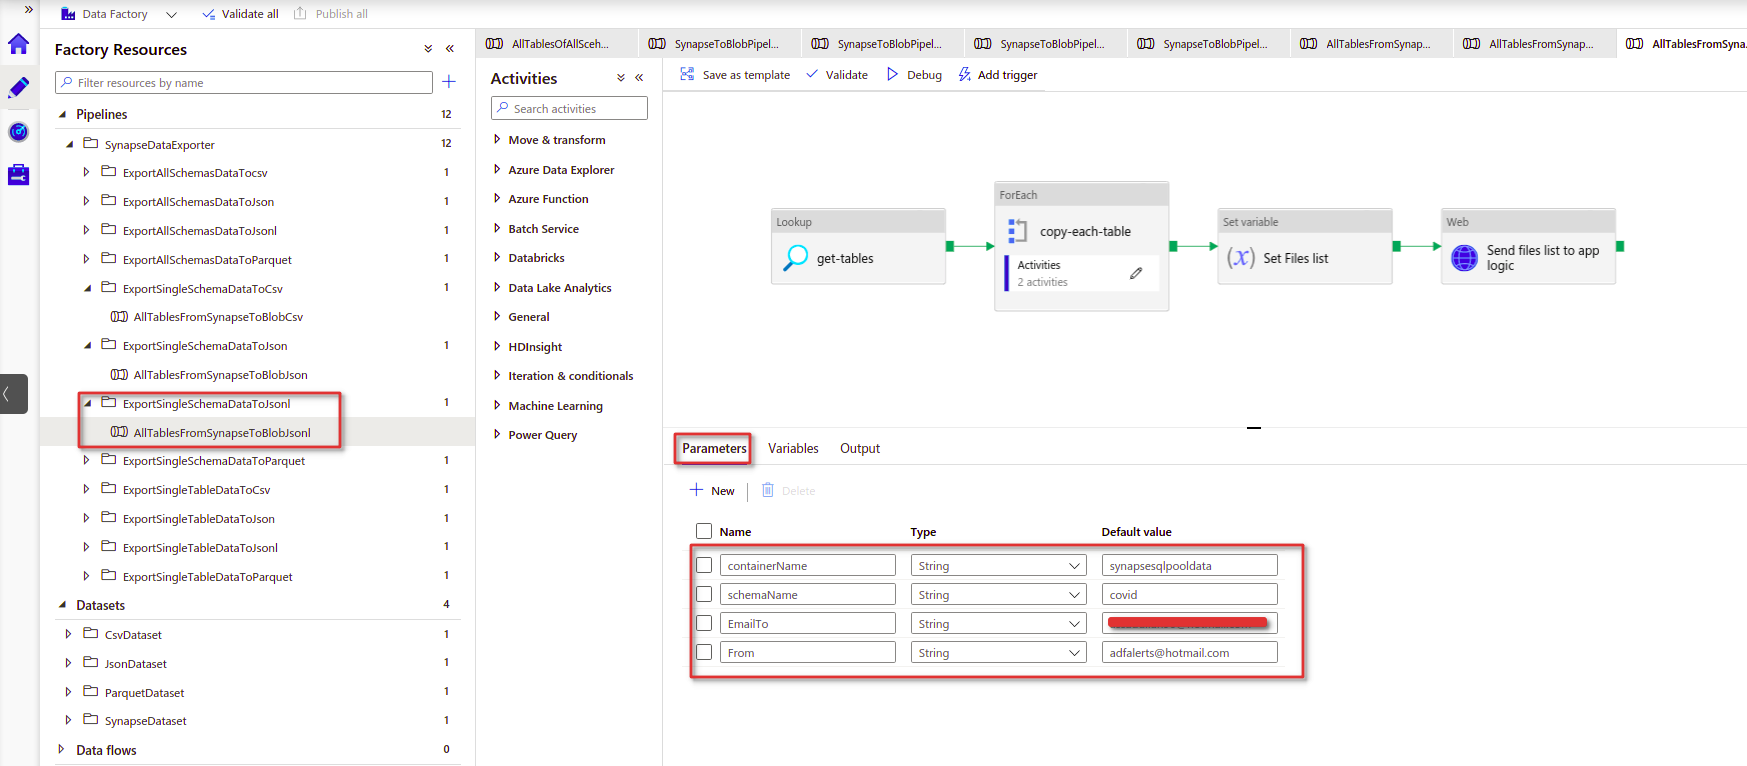 Data Factory
Validate all
Publish all
Factory Resources
Filter resources by name
Pipelines 12
SynapseDataExporter 12
ExportAllSchemasDataTocsv 1
ExportAllSchemasDataToJson 1
ExportAllSchemasDataToJsonl 1
ExportAllSchemasDataToParquet 1
ExportSingleSchemaDataToCsv 1
AllTablesFromSynapseToBlobCsv
ExportSingleSchemaDataToJson 1
AllTablesFromSynapseToBlobJson
ExportSingleSchemaDataToJsonl 1
AllTablesFromSynapseToBlobJsonl
ExportSingleSchemaDataToParquet 1
ExportSingleTableDataToCsv 1
ExportSingleTableDataToJson 1
ExportSingleTableDataToJsonl 1
ExportSingleTableDataToParquet 1
Datasets 4
CsvDataset 1
JsonDataset 1
ParquetDataset 1
SynapseDataset 1
Data flows 0
AllTablesOfAllSceh...
SynapseToBlobPipel...
SynapseToBlobPipel...
SynapseToBlobPipel...
SynapseToBlobPipel...
AllTablesFromSynap...
AllTablesFromSynap...
AllTablesFromSyna
Activities
Search activities
Move & transform
Azure Data Explorer
Azure Function
Batch Service
Databricks
Data Lake Analytics
General
HDInsight
Iteration & conditionals
Machine Learning
Power Query
Save as template
Validate
Debug
Add trigger
Lookup
get-tables
ForEach
copy-each-table
Activities
2 activities
Set variable
(x) Set Files list
Web
Send files list to app
logic
Parameters
Variables
Output
New
Delete
Name Type Default value
containerName String synapsesqlpooldata
schemaName String covid
EmailTo String
From String adfalerts@hotmail.com